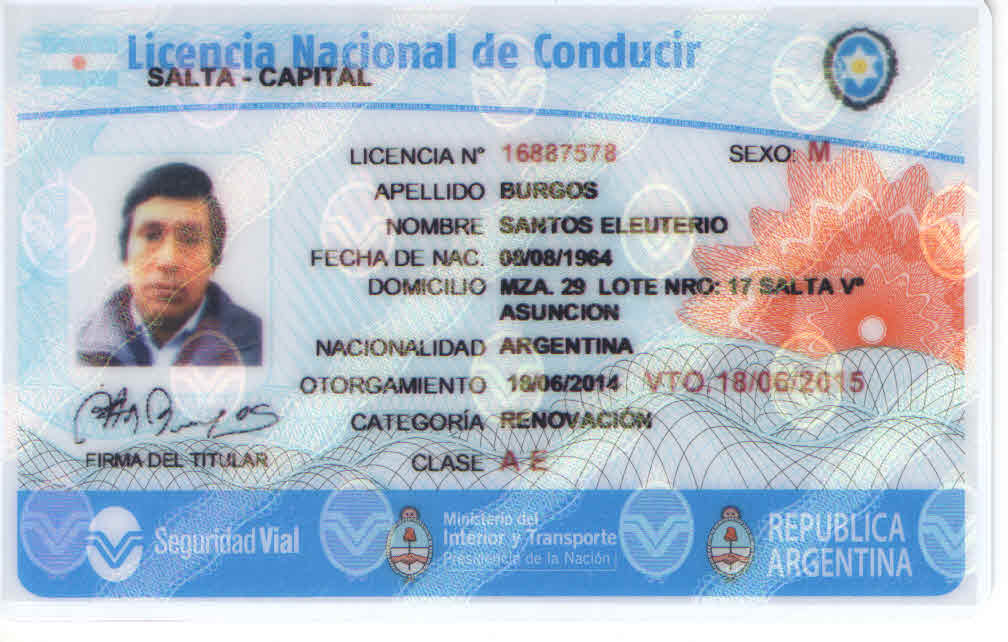 Licencia Nacional de Conducir
SALTA - CAPITAL
LICENCIA Nº 16887578 SEXO: M
APELLIDO BURGOS
NOMBRE SANTOS ELEUTERIO
FECHA DE NAC. 08/08/1964
DOMICILIO MZA. 29 LOTE NRO: 17 SALTA Vº
ASUNCION
NACIONALIDAD ARGENTINA
OTORGAMIENTO 18/06/2014 VTO 18/06/2015
CATEGORÍA RENOVACIÓN
FIRMA DEL TITULAR
CLASE A E
Seguridad Vial
Ministerio del
Interior y Transporte
Presidencia de la Nación
REPUBLICA
ARGENTINA